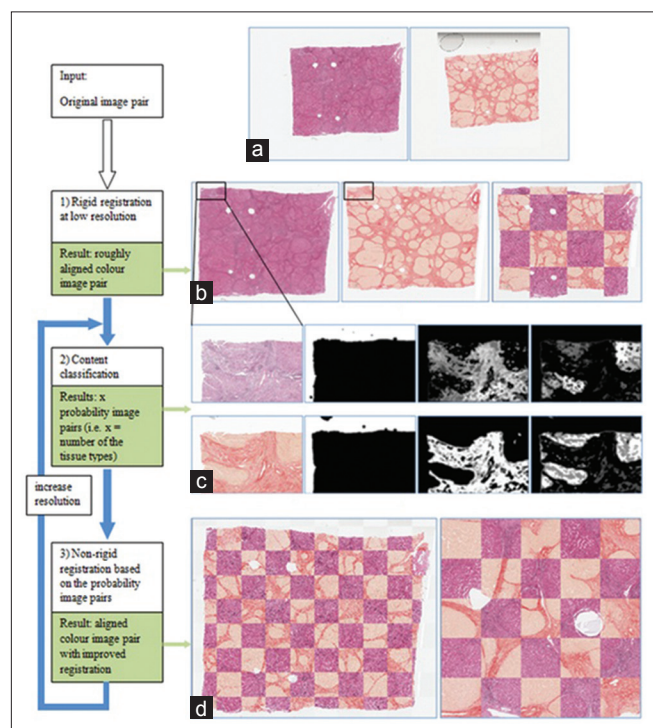 Input:
Original image pair
a
1) Rigid registration
at low resolution
Result: roughly
aligned colour
image pair
b
2) Content
classification
Results: x
probability image
pairs (i.e. x =
number of the
tissue types)
c
increase
resolution
3) Non-rigid
registration based
on the probability
image pairs
Result: aligned
colour image pair
with improved
registration
d